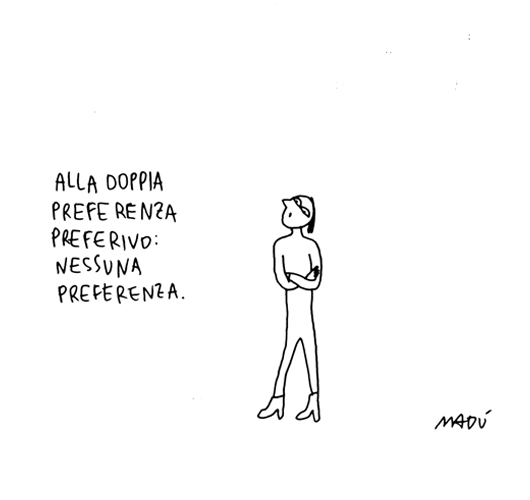 ALLA DOPPIA
PREFERENZA
PREFERIVO:
NESSUNA
PREFERENZA.
MADÚ